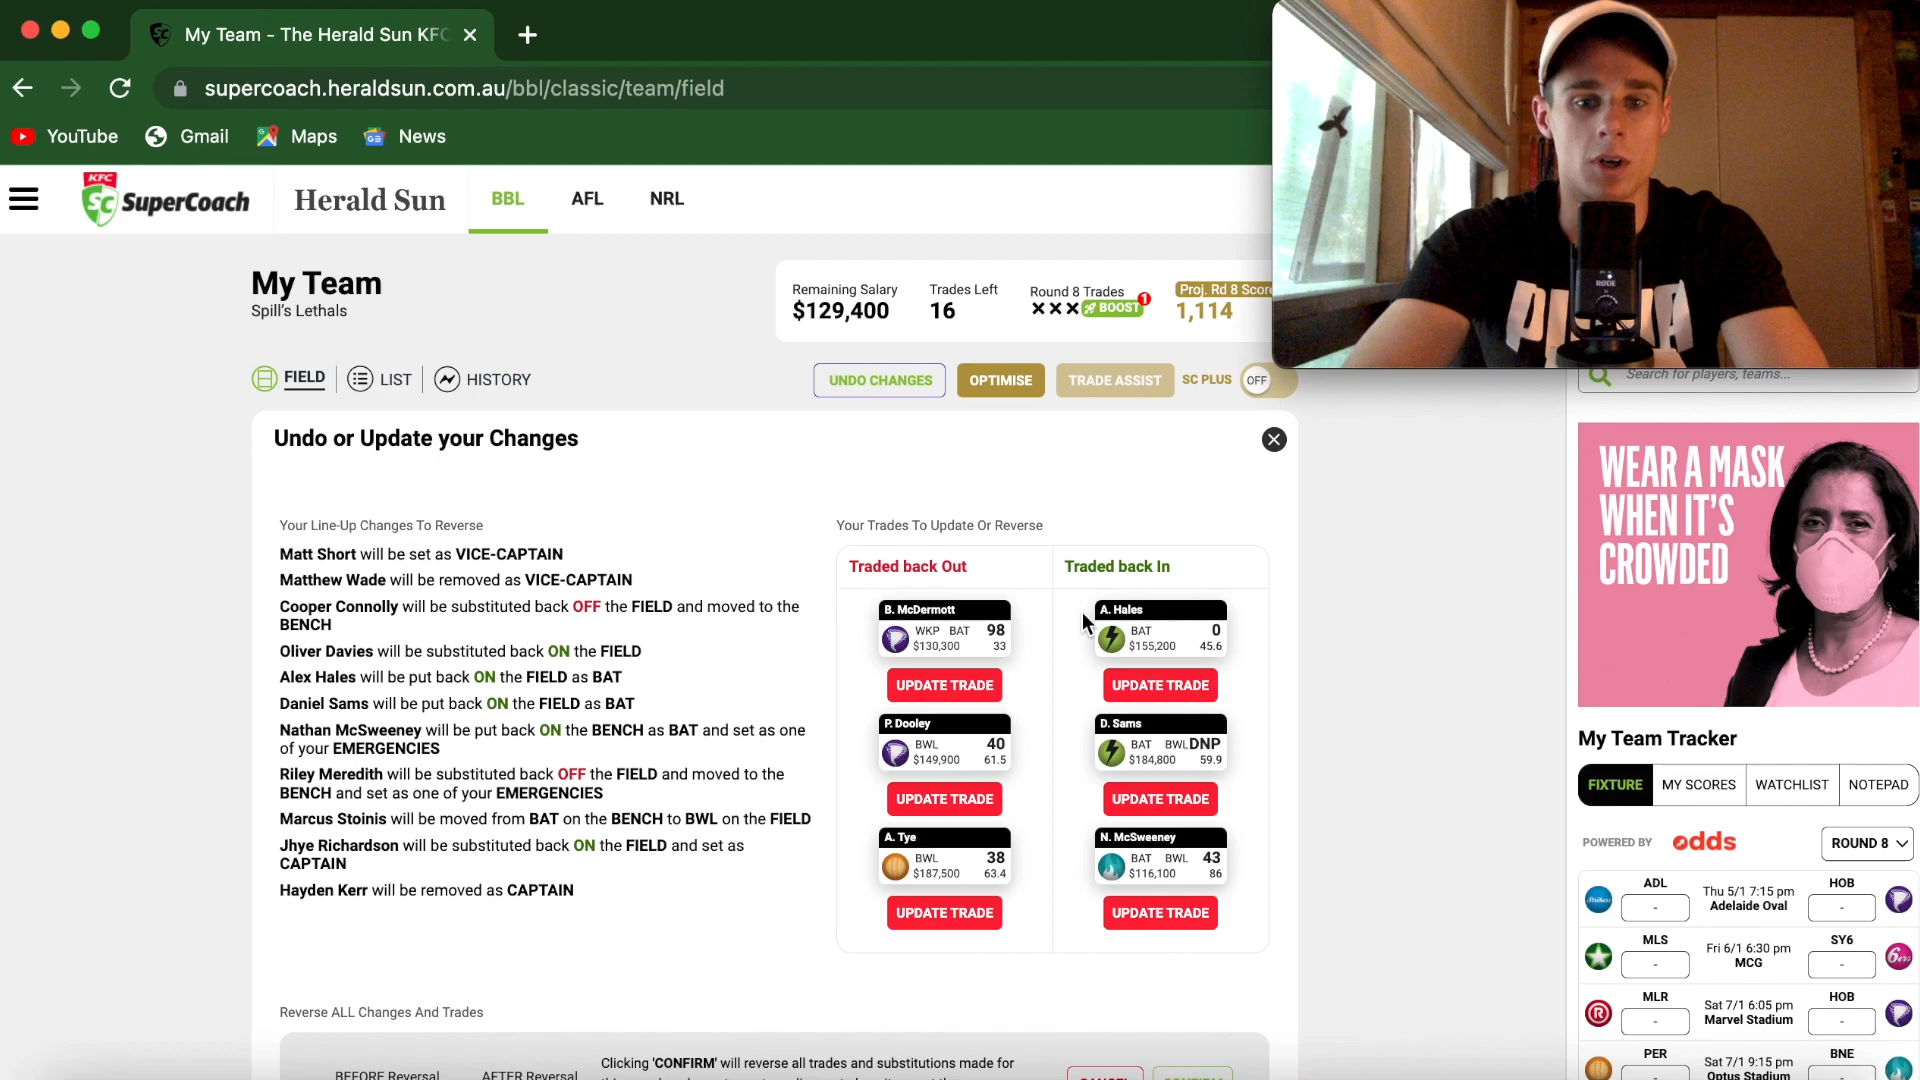 My Team - The Herald Sun KFC
supercoach.heraldsun.com.au/bbl/classic/team/field
YouTube Gmail Maps News
KFC
SC SuperCoach
Herald Sun
BBL AFL NRL
My Team
Spill's Lethals
Remaining Salary
$129,400
Trades Left
16
Round 8 Trades
BOOST
1
Proj. Rd 8 Score
1,114
FIELD LIST HISTORY
UNDO CHANGES OPTIMISE TRADE ASSIST SC PLUS OFF
Undo or Update your Changes
Your Line-Up Changes To Reverse
Matt Short will be set as VICE-CAPTAIN
Matthew Wade will be removed as VICE-CAPTAIN
Cooper Connolly will be substituted back OFF the FIELD and moved to the
BENCH
Oliver Davies will be substituted back ON the FIELD
Alex Hales will be put back ON the FIELD as BAT
Daniel Sams will be put back ON the FIELD as BAT
Nathan McSweeney will be put back ON the BENCH as BAT and set as one
of your EMERGENCIES
Riley Meredith will be substituted back OFF the FIELD and moved to the
BENCH and set as one of your EMERGENCIES
Marcus Stoinis will be moved from BAT on the BENCH to BWL on the FIELD
Jhye Richardson will be substituted back ON the FIELD and set as
CAPTAIN
Hayden Kerr will be removed as CAPTAIN
Your Trades To Update Or Reverse
Traded back Out
Traded back In
B. McDermott
WKP BAT 98
$130,300 33
UPDATE TRADE
A. Hales
BAT 0
$155,200 45.6
UPDATE TRADE
P. Dooley
BWL 40
$149,900 61.5
UPDATE TRADE
D. Sams
BAT BWL DNP
$184,800 59.9
UPDATE TRADE
A. Tye
BWL 38
$187,500 63.4
UPDATE TRADE
N. McSweeney
BAT BWL 43
$116,100 86
UPDATE TRADE
Reverse ALL Changes And Trades
BEFORE Reversal AFTER Reversal
Clicking 'CONFIRM' will reverse all trades and substitutions made for
RØDE
Search for players, teams...
WEAR A MASK
WHEN IT'S
CROWDED
My Team Tracker
FIXTURE MY SCORES WATCHLIST NOTEPAD
POWERED BY odds
ROUND 8
ADL Thu 5/1 7:15 pm HOB
- Adelaide Oval -
MLS Fri 6/1 6:30 pm SY6
- MCG -
MLR Sat 7/1 6:05 pm HOB
- Marvel Stadium -
PER Sat 7/1 9:15 pm BNE
Optus Stadium